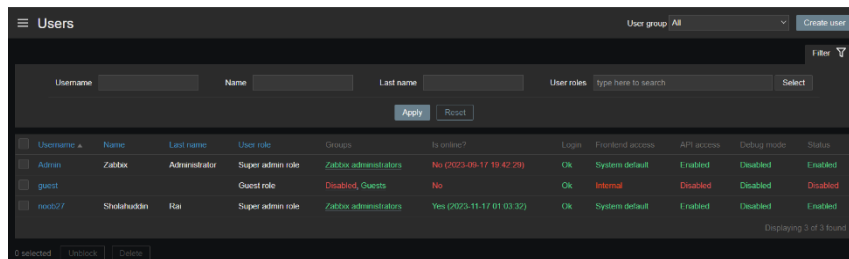 Users
User group All Create user
Filter
Username Name Last name User roles type here to search Select
Apply Reset
Username Name Last name User role Groups Is online? Login Frontend access API access Debug mode Status
Admin Zabbix Administrator Super admin role Zabbix administrators No (2023-09-17 19:42:29) Ok System default Enabled Disabled Enabled
guest Guest role Disabled, Guests No Ok Internal Disabled Disabled Disabled
noob27 Sholahuddin Rai Super admin role Zabbix administrators Yes (2023-11-17 01:03:32) Ok System default Enabled Disabled Enabled
Displaying 3 of 3 found
0 selected Unblock Delete